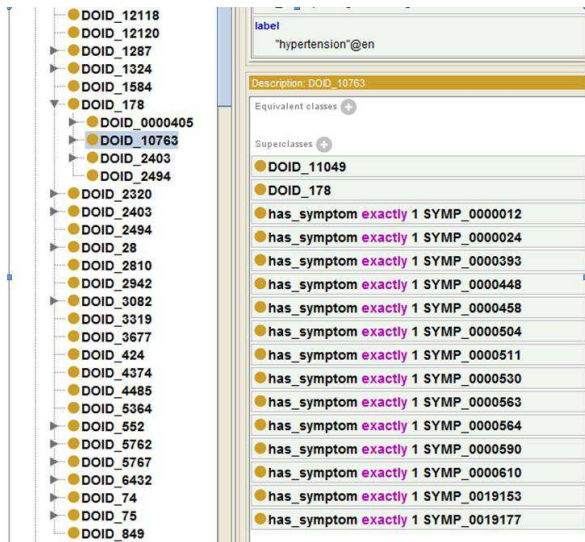 DOID_12118
DOID_12120
DOID_1287
DOID_1324
DOID_1584
DOID_178
DOID_0000405
DOID_10763
DOID_2403
DOID_2494
DOID_2320
DOID_2403
DOID_2494
DOID_28
DOID_2810
DOID_2942
DOID_3082
DOID_3319
DOID_3677
DOID_424
DOID_4374
DOID_4485
DOID_5364
DOID_552
DOID_5762
DOID_5767
DOID_6432
DOID_74
DOID_75
DOID_849
label
"hypertension"@en
Description: DOID_10763
Equivalent classes
Superclasses
DOID_11049
DOID_178
has_symptom exactly 1 SYMP_0000012
has_symptom exactly 1 SYMP_0000024
has_symptom exactly 1 SYMP_0000393
has_symptom exactly 1 SYMP_0000448
has_symptom exactly 1 SYMP_0000458
has_symptom exactly 1 SYMP_0000504
has_symptom exactly 1 SYMP_0000511
has_symptom exactly 1 SYMP_0000530
has_symptom exactly 1 SYMP_0000563
has_symptom exactly 1 SYMP_0000564
has_symptom exactly 1 SYMP_0000590
has_symptom exactly 1 SYMP_0000610
has_symptom exactly 1 SYMP_0019153
has_symptom exactly 1 SYMP_0019177